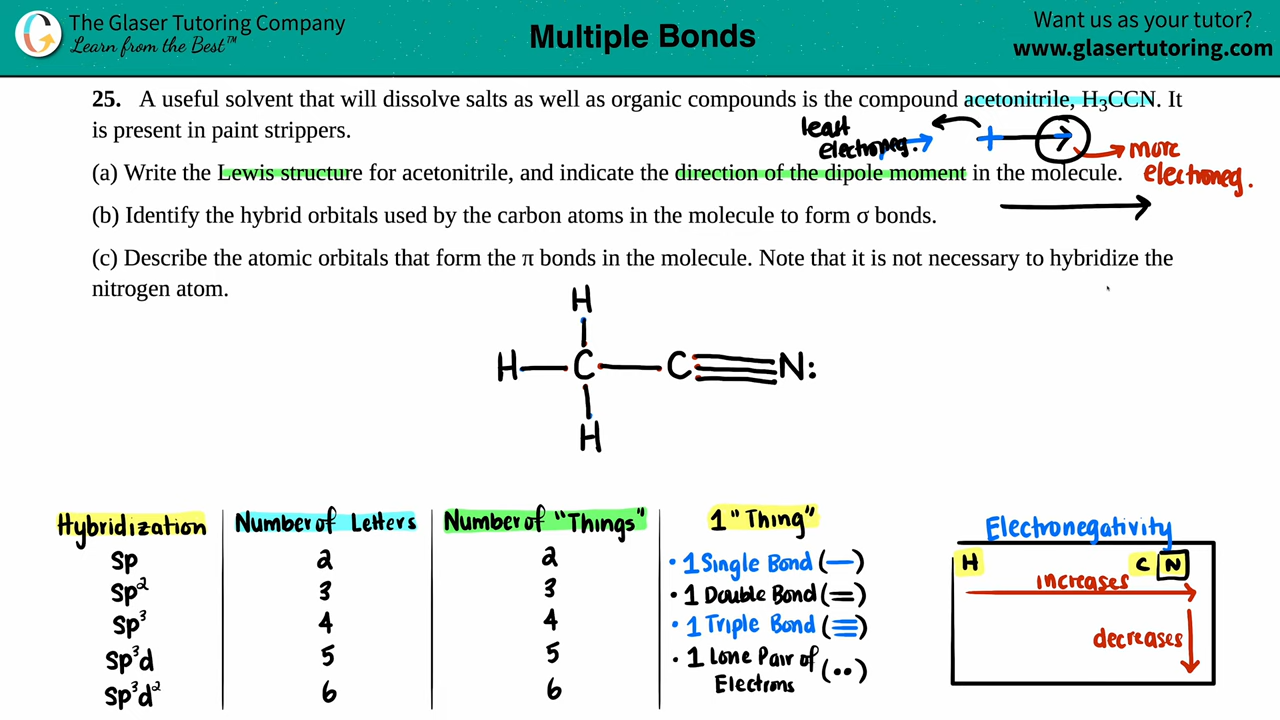 The Glaser Tutoring Company
Learn from the Best™
Multiple Bonds
Want us as your tutor?
www.glasertutoring.com
25. A useful solvent that will dissolve salts as well as organic compounds is the compound acetonitrile, H₃CCN. It
is present in paint strippers.
least
electroneg.
more
electroneg.
(a) Write the Lewis structure for acetonitrile, and indicate the direction of the dipole moment in the molecule.
(b) Identify the hybrid orbitals used by the carbon atoms in the molecule to form σ bonds.
(c) Describe the atomic orbitals that form the π bonds in the molecule. Note that it is not necessary to hybridize the
nitrogen atom.
H
H—C—C≡N:
H
Hybridization Number of Letters Number of "Things" 1 "Thing"
Sp 2 2 • 1 Single Bond (—)
Sp² 3 3 • 1 Double Bond (=)
Sp³ 4 4 • 1 Triple Bond (≡)
Sp³d 5 5 • 1 Lone Pair of Electrons (••)
Sp³d² 6 6
Electronegativity
H C N
increases
decreases